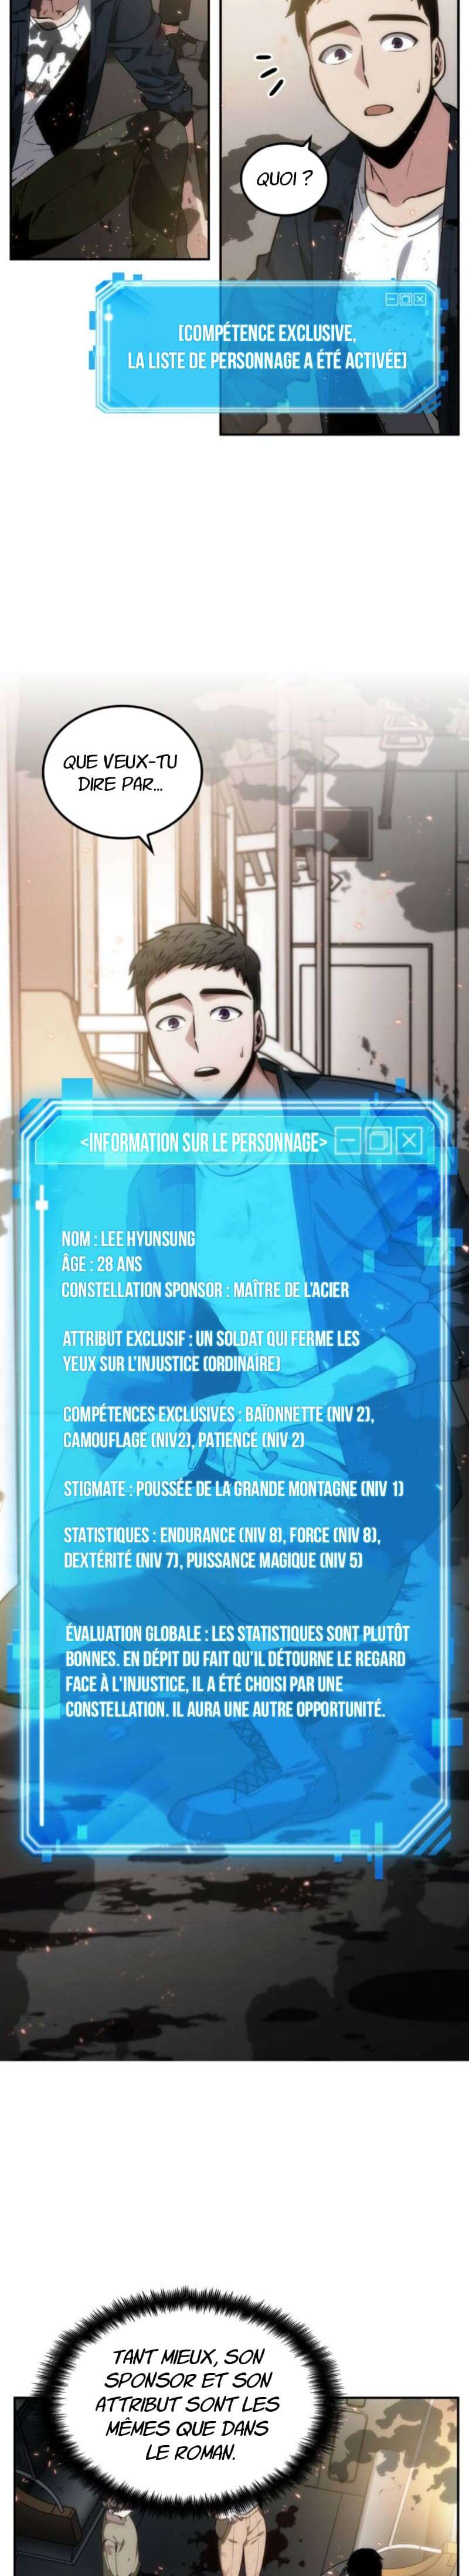 QUOI ?
[COMPÉTENCE EXCLUSIVE,
LA LISTE DE PERSONNAGE A ÉTÉ ACTIVÉE]
QUE VEUX-TU
DIRE PAR...
<INFORMATION SUR LE PERSONNAGE>
NOM : LEE HYUNSUNG
ÂGE : 28 ANS
CONSTELLATION SPONSOR : MAÎTRE DE L'ACIER
ATTRIBUT EXCLUSIF : UN SOLDAT QUI FERME LES
YEUX SUR L'INJUSTICE (ORDINAIRE)
COMPÉTENCES EXCLUSIVES : BAÏONNETTE (NIV 2),
CAMOUFLAGE (NIV2), PATIENCE (NIV 2)
STIGMATE : POUSSÉE DE LA GRANDE MONTAGNE (NIV 1)
STATISTIQUES : ENDURANCE (NIV 8), FORCE (NIV 8),
DEXTÉRITÉ (NIV 7), PUISSANCE MAGIQUE (NIV 5)
ÉVALUATION GLOBALE : LES STATISTIQUES SONT PLUTÔT
BONNES. EN DÉPIT DU FAIT QU'IL DÉTOURNE LE REGARD
FACE À L'INJUSTICE, IL A ÉTÉ CHOISI PAR UNE
CONSTELLATION. IL AURA UNE AUTRE OPPORTUNITÉ.
TANT MIEUX, SON
SPONSOR ET SON
ATTRIBUT SONT LES
MÊMES QUE DANS
LE ROMAN.